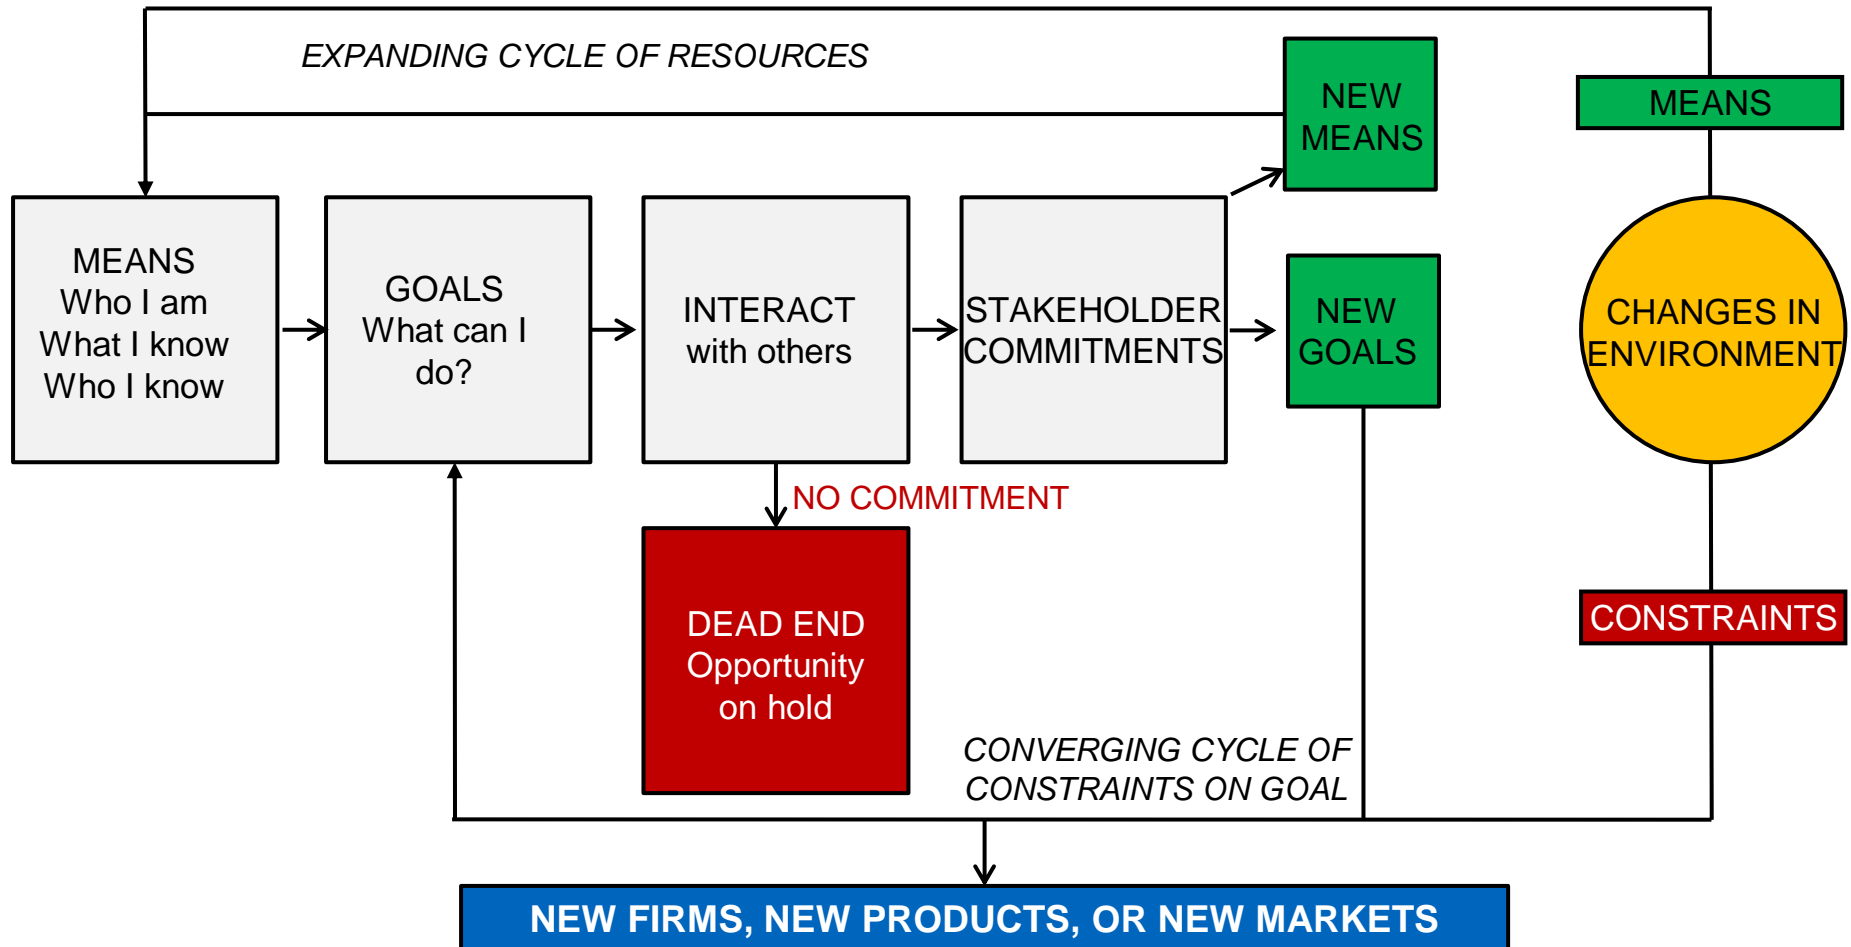 EXPANDING CYCLE OF RESOURCES
NEW
MEANS
MEANS
MEANS
Who I am
What I know
Who I know
GOALS
What can I
do?
INTERACT
with others
STAKEHOLDER
COMMITMENTS
NEW
GOALS
CHANGES IN
ENVIRONMENT
NO COMMITMENT
DEAD END
Opportunity
on hold
CONSTRAINTS
CONVERGING CYCLE OF
CONSTRAINTS ON GOAL
NEW FIRMS, NEW PRODUCTS, OR NEW MARKETS